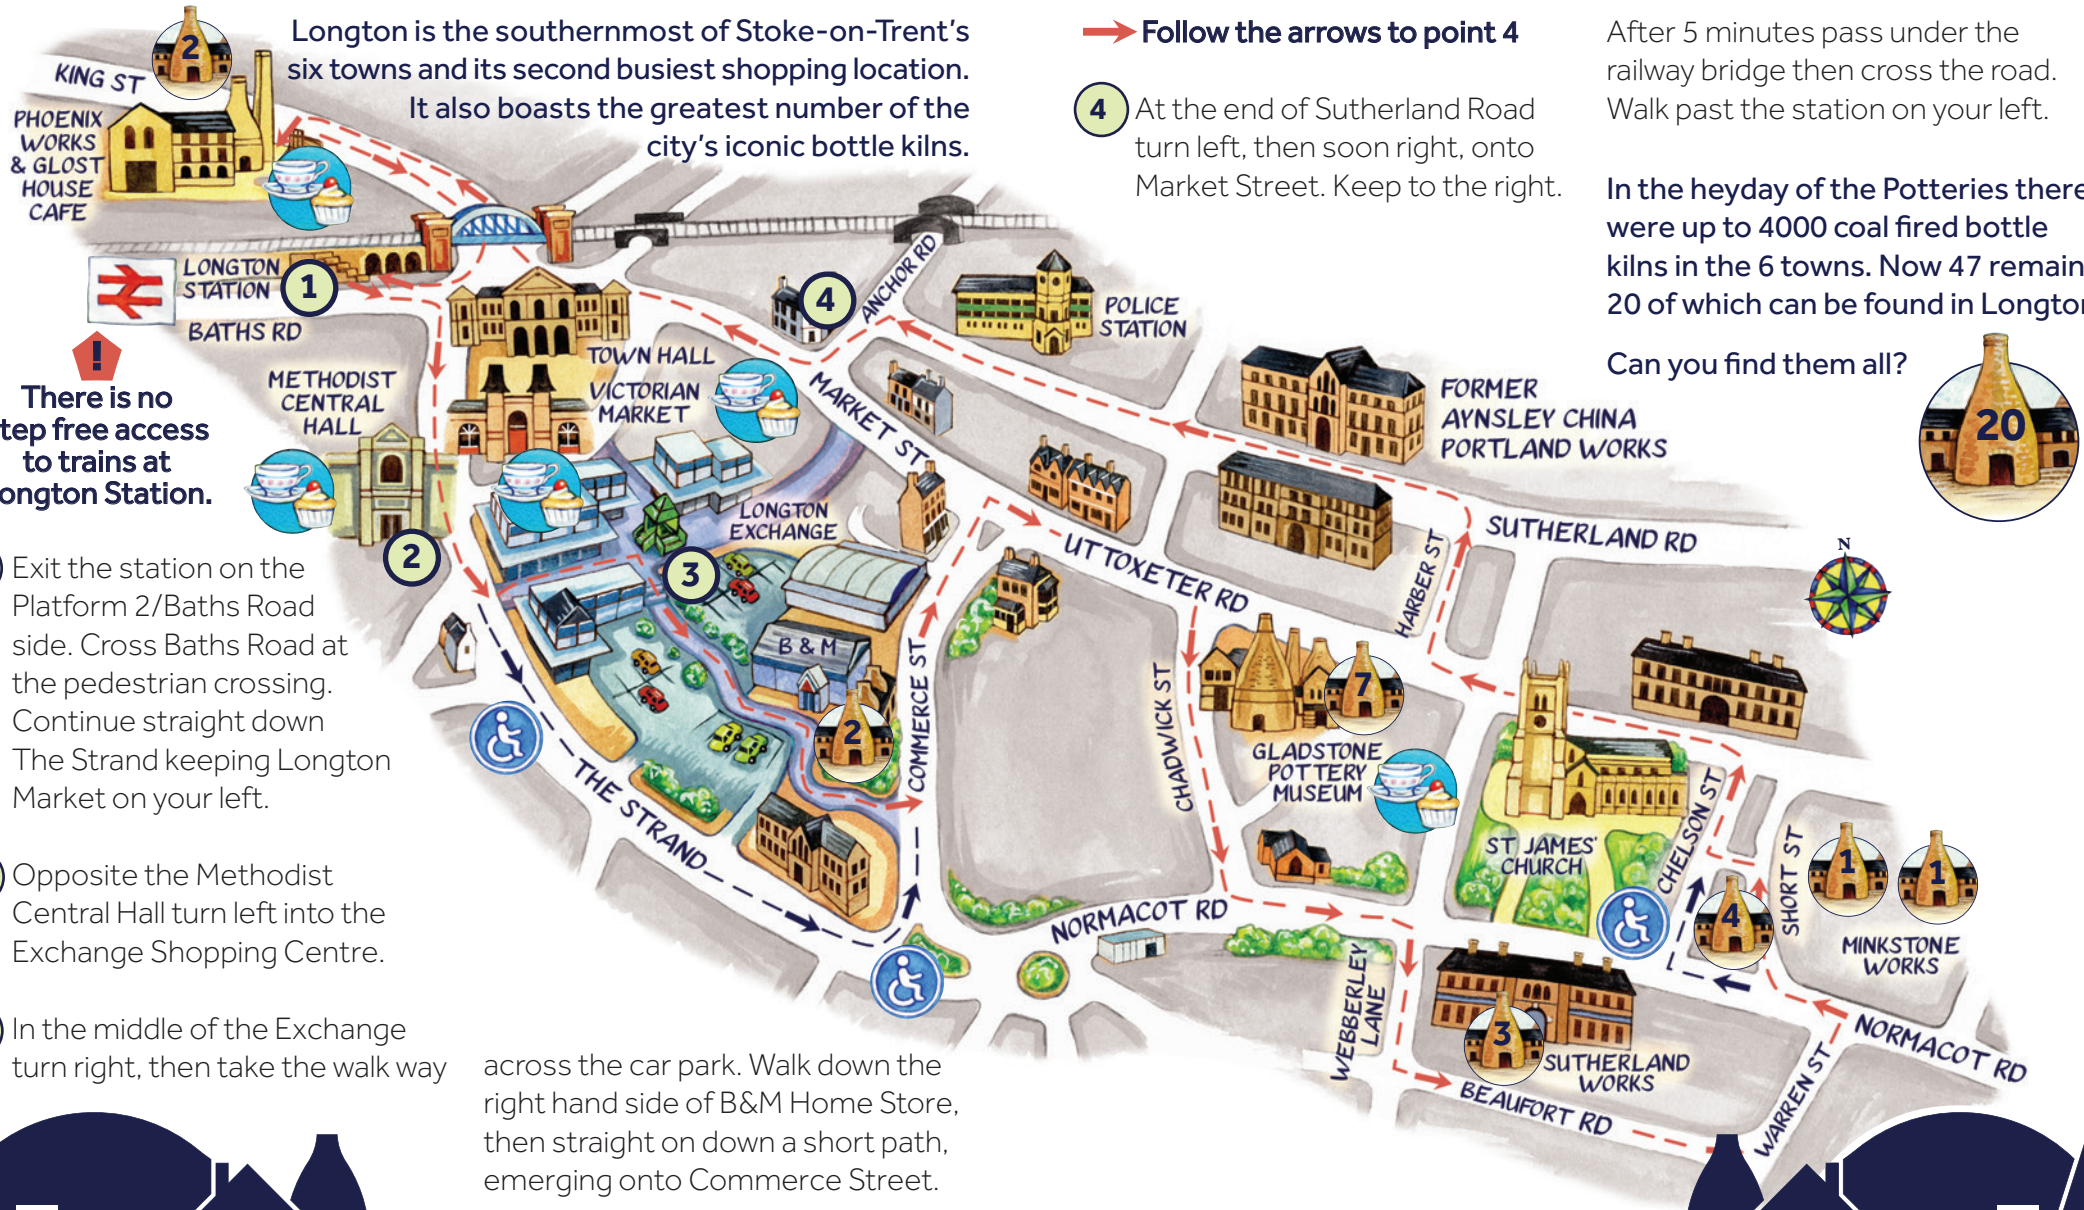 Longton is the southernmost of Stoke-on-Trent's
six towns and its second busiest shopping location.
It also boasts the greatest number of the
city's iconic bottle kilns.
Follow the arrows to point 4
4 At the end of Sutherland Road
turn left, then soon right, onto
Market Street. Keep to the right.
After 5 minutes pass under the
railway bridge then cross the road.
Walk past the station on your left.
In the heyday of the Potteries there
were up to 4000 coal fired bottle
kilns in the 6 towns. Now 47 remain
20 of which can be found in Longton
Can you find them all?
20
2
KING ST
PHOENIX
WORKS
& GLOST
HOUSE
CAFE
LONGTON
STATION
1
BATHS RD
!
There is no
tep free access
to trains at
ongton Station.
METHODIST
CENTRAL
HALL
2
TOWN HALL
VICTORIAN
MARKET
4
ANCHOR RD
POLICE
STATION
MARKET ST
LONGTON
EXCHANGE
3
B & M
2
COMMERCE ST
THE STRAND
UTTOXETER RD
FORMER
AYNSLEY CHINA
PORTLAND WORKS
SUTHERLAND RD
HARBER ST
N
CHADWICK ST
7
GLADSTONE
POTTERY
MUSEUM
ST JAMES'
CHURCH
CHELSON ST
SHORT ST
4
1
1
MINKSTONE
WORKS
NORMACOT RD
WEBBERLEY
LANE
3
SUTHERLAND
WORKS
BEAUFORT RD
WARREN ST
NORMACOT RD
Exit the station on the
Platform 2/Baths Road
side. Cross Baths Road at
the pedestrian crossing.
Continue straight down
The Strand keeping Longton
Market on your left.
Opposite the Methodist
Central Hall turn left into the
Exchange Shopping Centre.
In the middle of the Exchange
turn right, then take the walk way
across the car park. Walk down the
right hand side of B&M Home Store,
then straight on down a short path,
emerging onto Commerce Street.